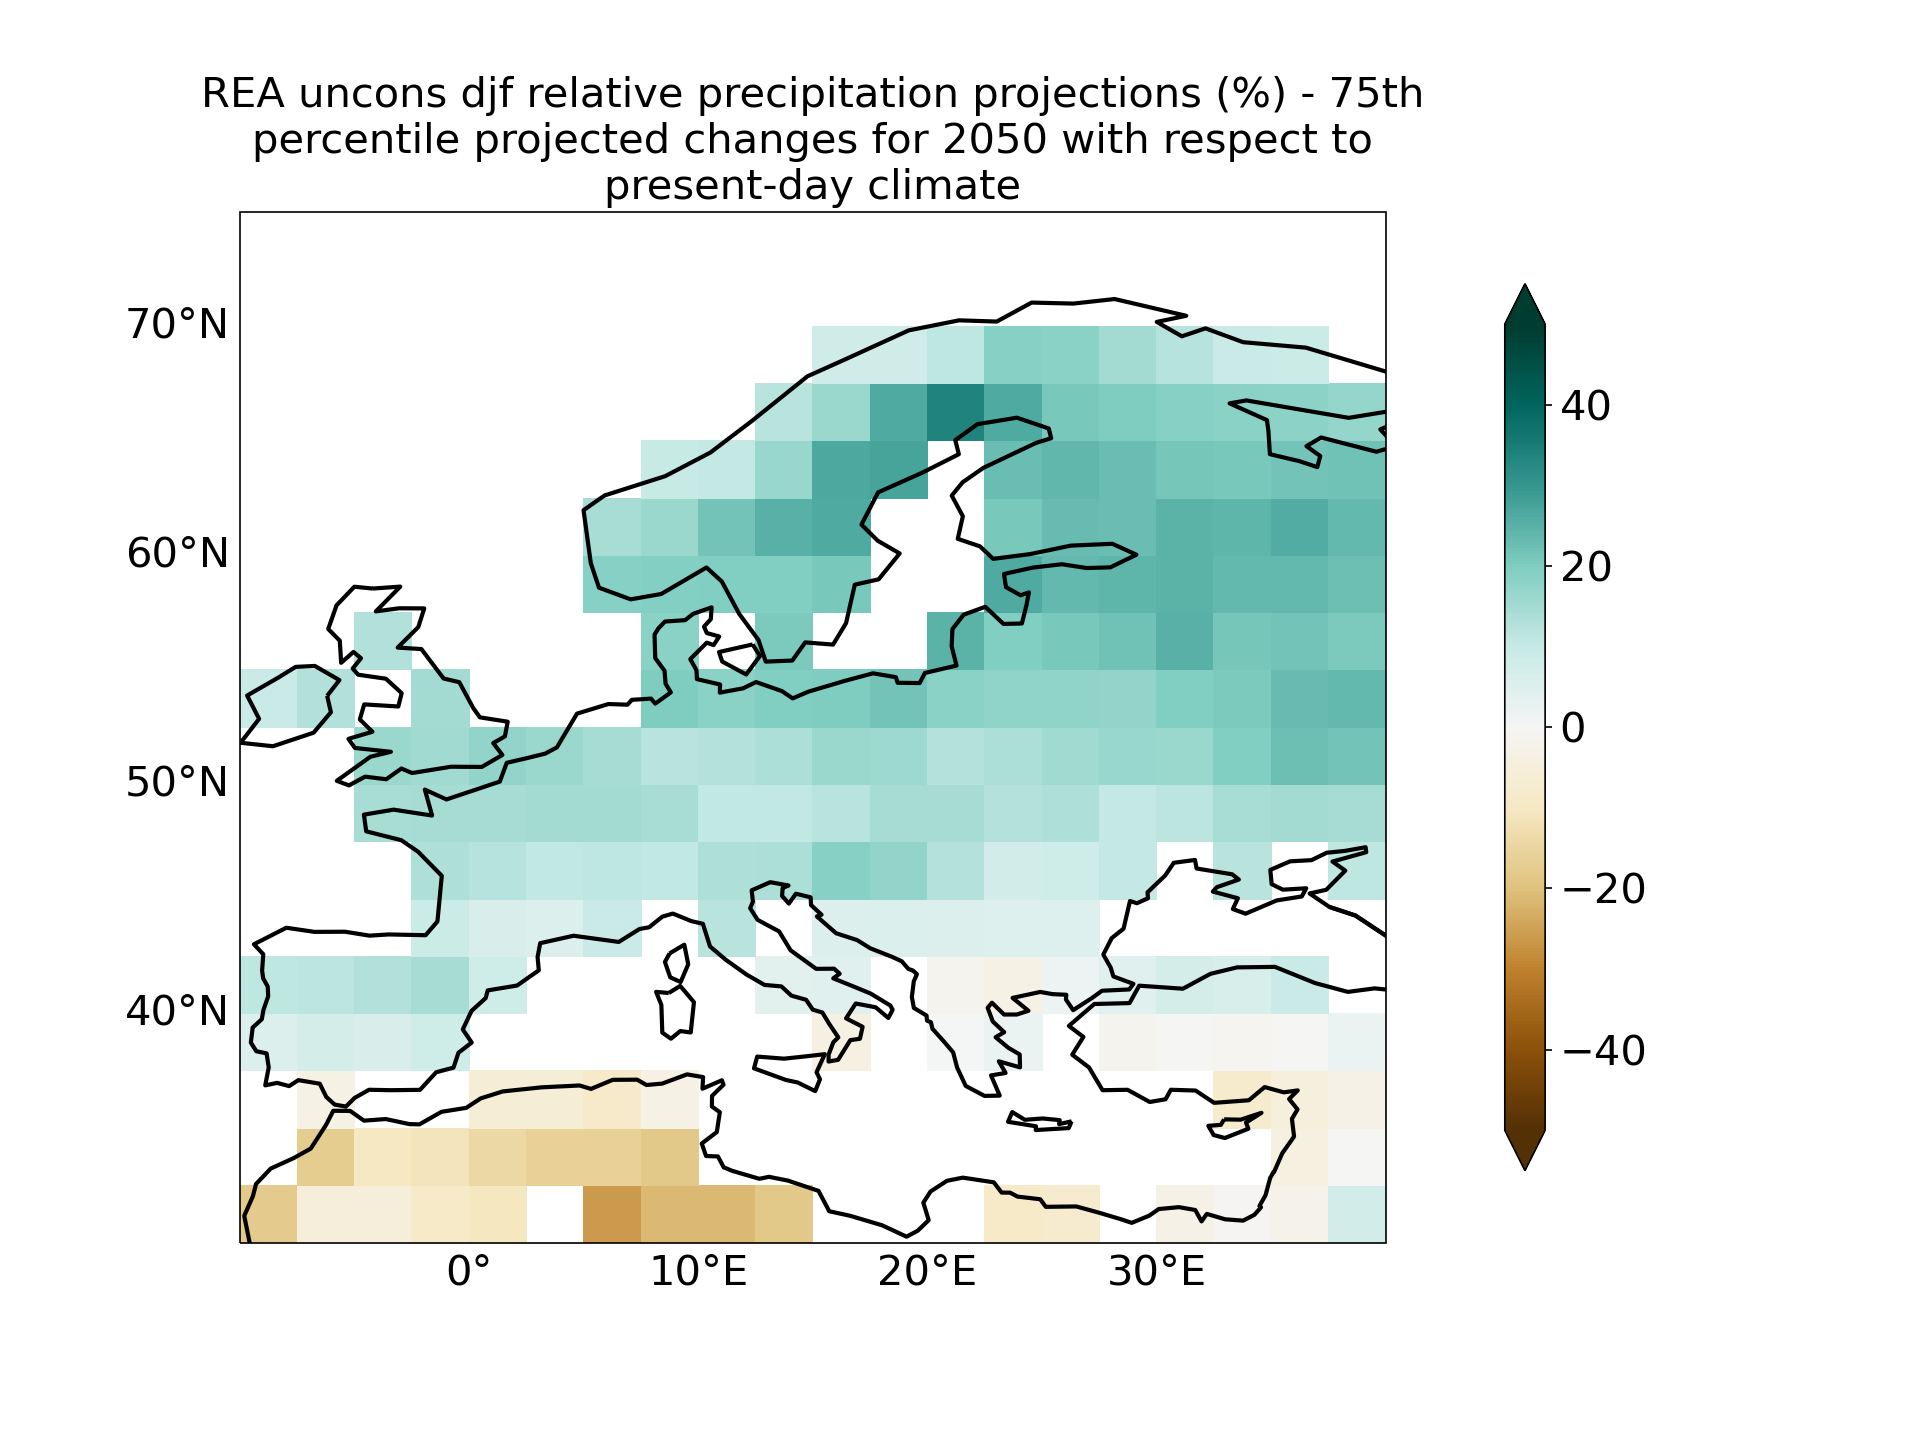 REA uncons djf relative precipitation projections (%) - 75th
percentile projected changes for 2050 with respect to
present-day climate
70°N
60°N
50°N
40°N
0°
10°E
20°E
30°E
40
20
0
−20
−40